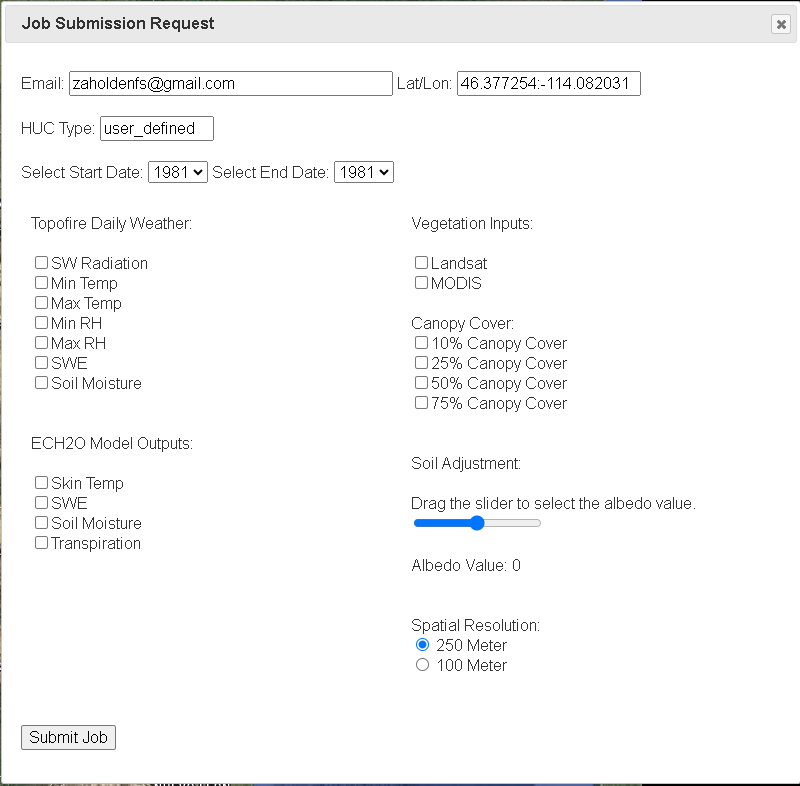 Job Submission Request
Email: zaholdenfs@gmail.com Lat/Lon: 46.377254:-114.082031
HUC Type: user_defined
Select Start Date: 1981 Select End Date: 1981
Topofire Daily Weather:
SW Radiation
Min Temp
Max Temp
Min RH
Max RH
SWE
Soil Moisture
ECH2O Model Outputs:
Skin Temp
SWE
Soil Moisture
Transpiration
Vegetation Inputs:
Landsat
MODIS
Canopy Cover:
10% Canopy Cover
25% Canopy Cover
50% Canopy Cover
75% Canopy Cover
Soil Adjustment:
Drag the slider to select the albedo value.
Albedo Value: 0
Spatial Resolution:
250 Meter
100 Meter
Submit Job